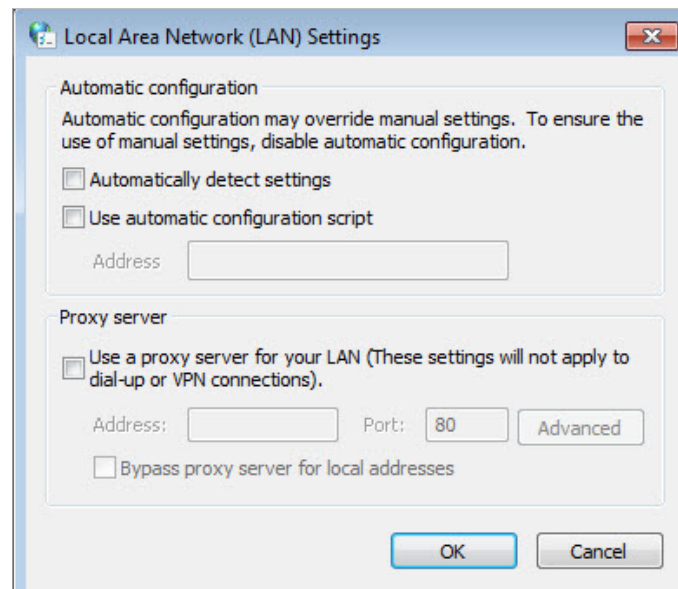 Local Area Network (LAN) Settings
Automatic configuration
Automatic configuration may override manual settings. To ensure the
use of manual settings, disable automatic configuration.
Automatically detect settings
Use automatic configuration script
Address
Proxy server
Use a proxy server for your LAN (These settings will not apply to
dial-up or VPN connections).
Address: Port: 80 Advanced
Bypass proxy server for local addresses
OK Cancel